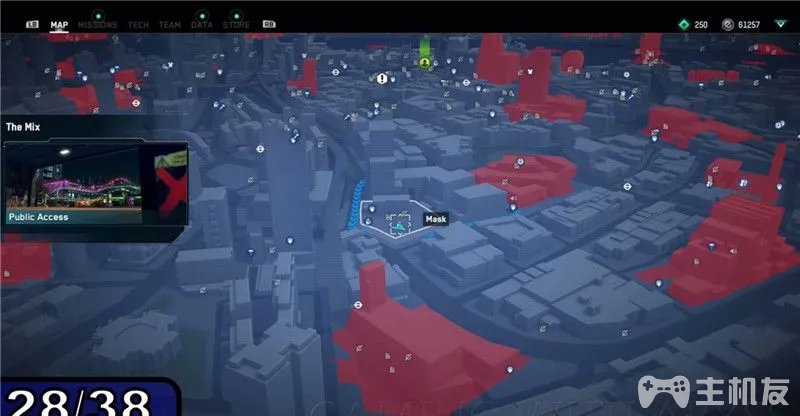 LB MAP MISSIONS TECH TEAM DATA STORE RB 250 61257
The Mix
Public Access
Mask
28/38
主机友